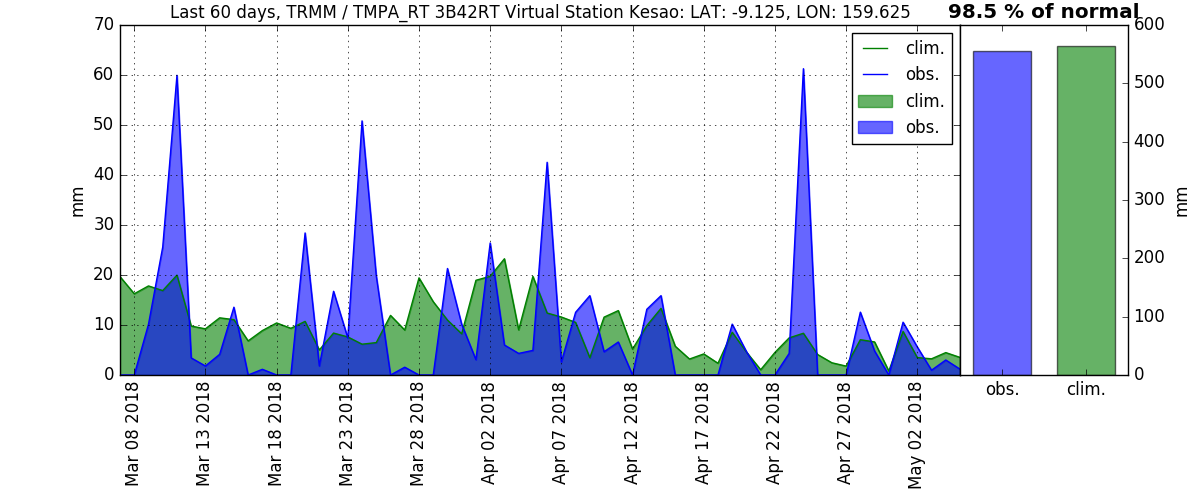 Last 60 days, TRMM / TMPA_RT 3B42RT Virtual Station Kesao: LAT: -9.125, LON: 159.625
98.5 % of normal
70
60
50
40
30
20
10
0
mm
clim.
obs.
clim.
obs.
Mar 08 2018
Mar 13 2018
Mar 18 2018
Mar 23 2018
Mar 28 2018
Apr 02 2018
Apr 07 2018
Apr 12 2018
Apr 17 2018
Apr 22 2018
Apr 27 2018
May 02 2018
600
500
400
300
200
100
0
mm
obs.
clim.